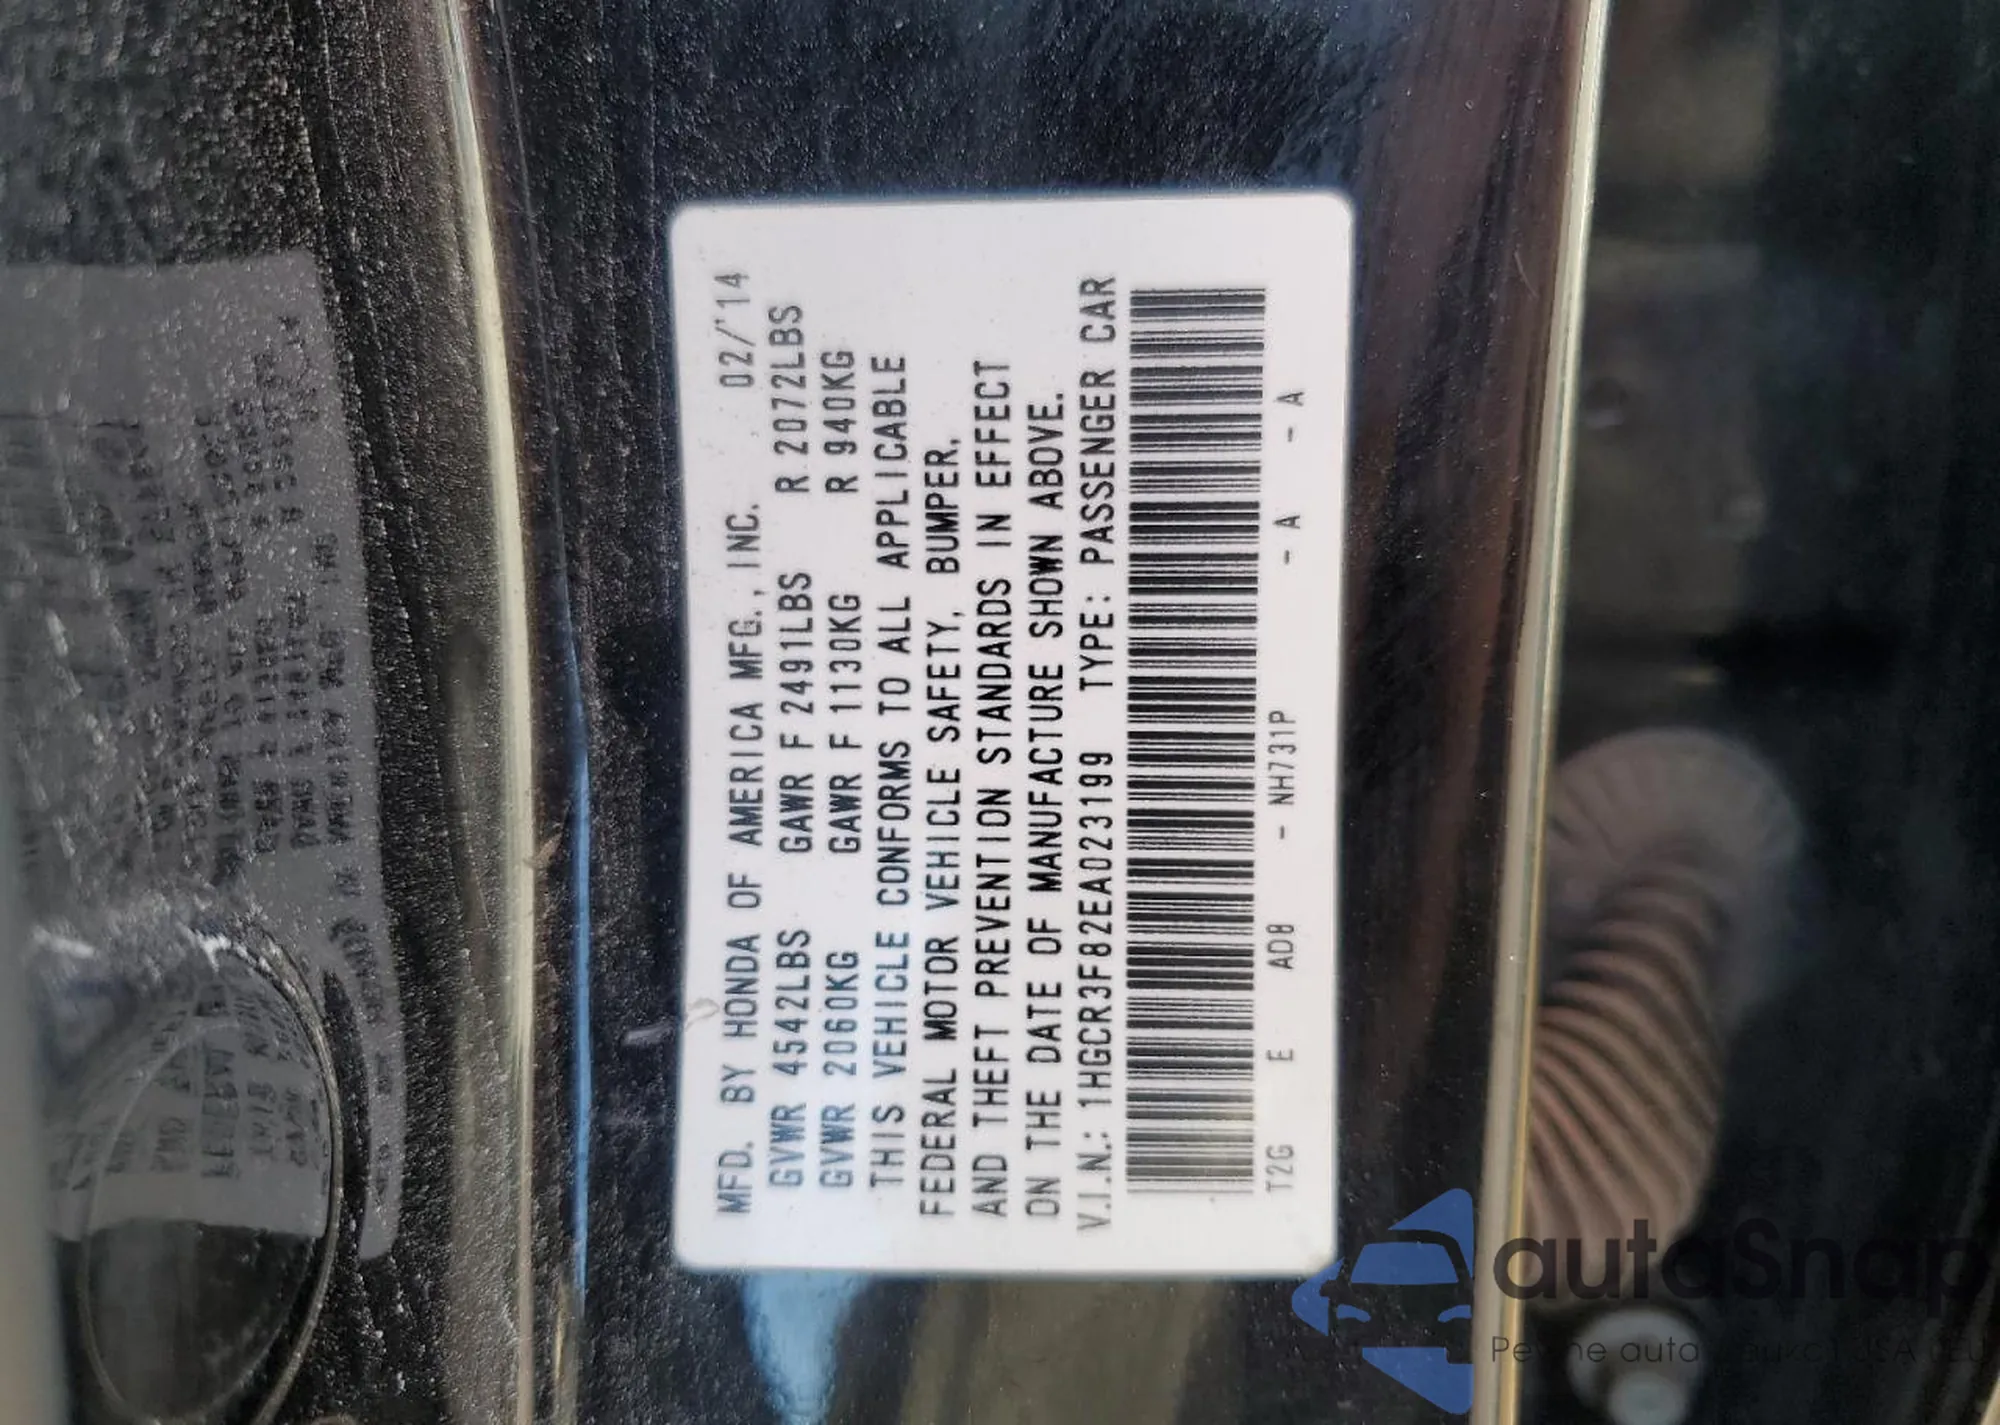 MFD. BY HONDA OF AMERICA MFG., INC. 02/'14
GVWR 4542LBS GAWR F 2491LBS R 2072LBS
GVWR 2060KG GAWR F 1130KG R 940KG
THIS VEHICLE CONFORMS TO ALL APPLICABLE
FEDERAL MOTOR VEHICLE SAFETY, BUMPER,
AND THEFT PREVENTION STANDARDS IN EFFECT
ON THE DATE OF MANUFACTURE SHOWN ABOVE.
V.I.N.: 1HGCR3F82EA023199 TYPE: PASSENGER CAR
T2G E AD8 - NH731P - A - A
autaSnap